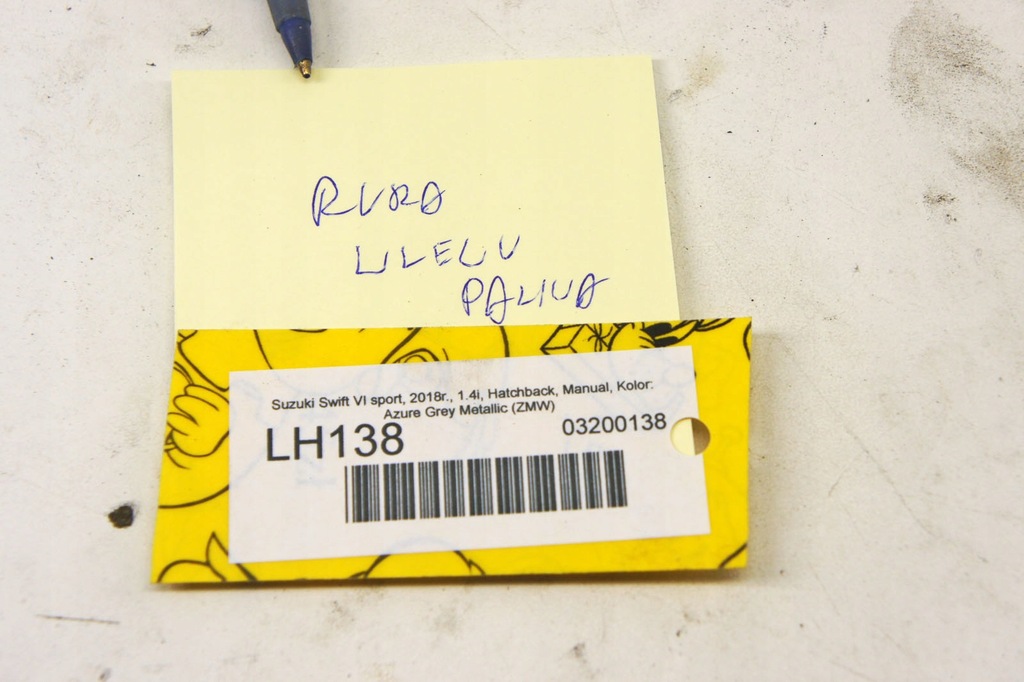 RURA
WLEWU
PALIWA
Suzuki Swift VI sport, 2018r., 1.4i, Hatchback, Manual, Kolor:
Azure Grey Metallic (ZMW)
LH138
03200138